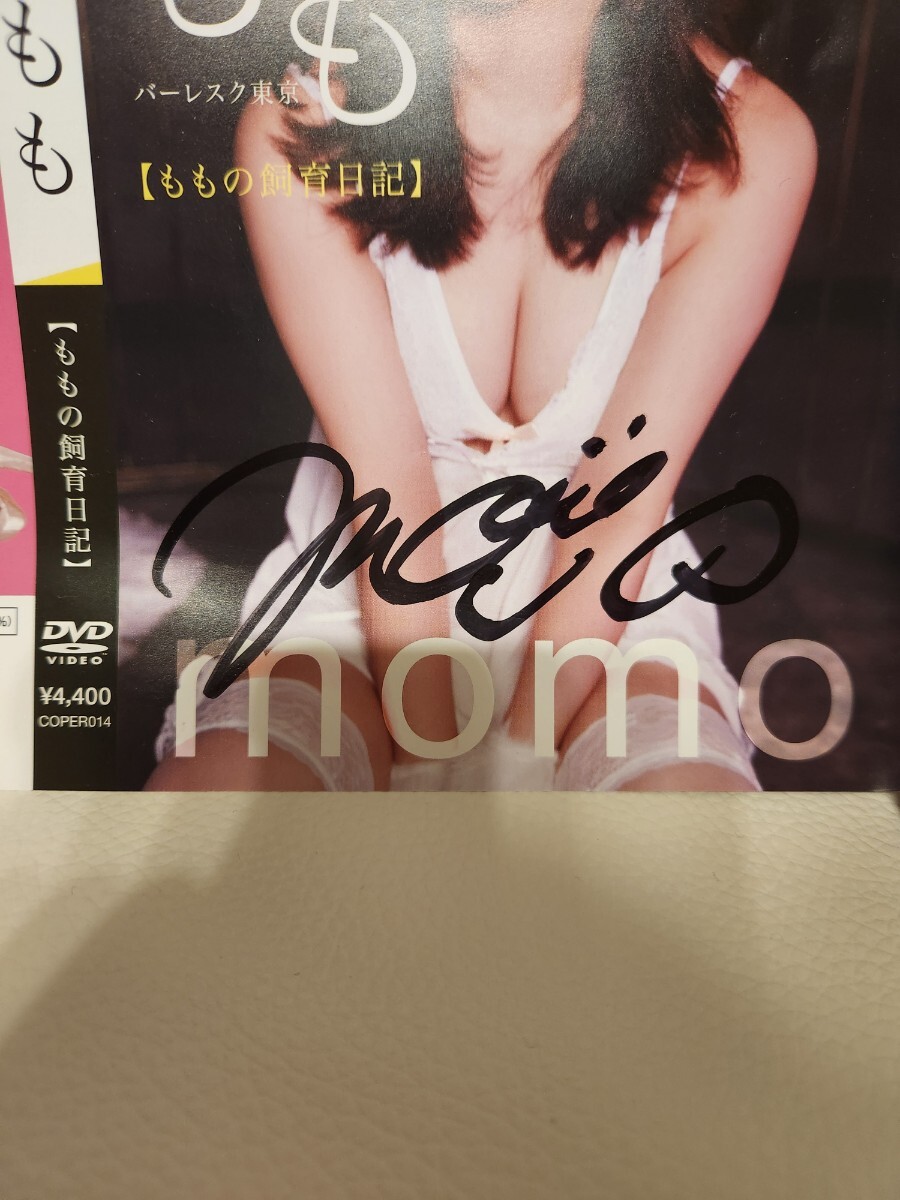 もも
【ももの飼育日記】
DVD
VIDEO
¥4,400
COPER014
も
バーレスク東京
【ももの飼育日記】
momo